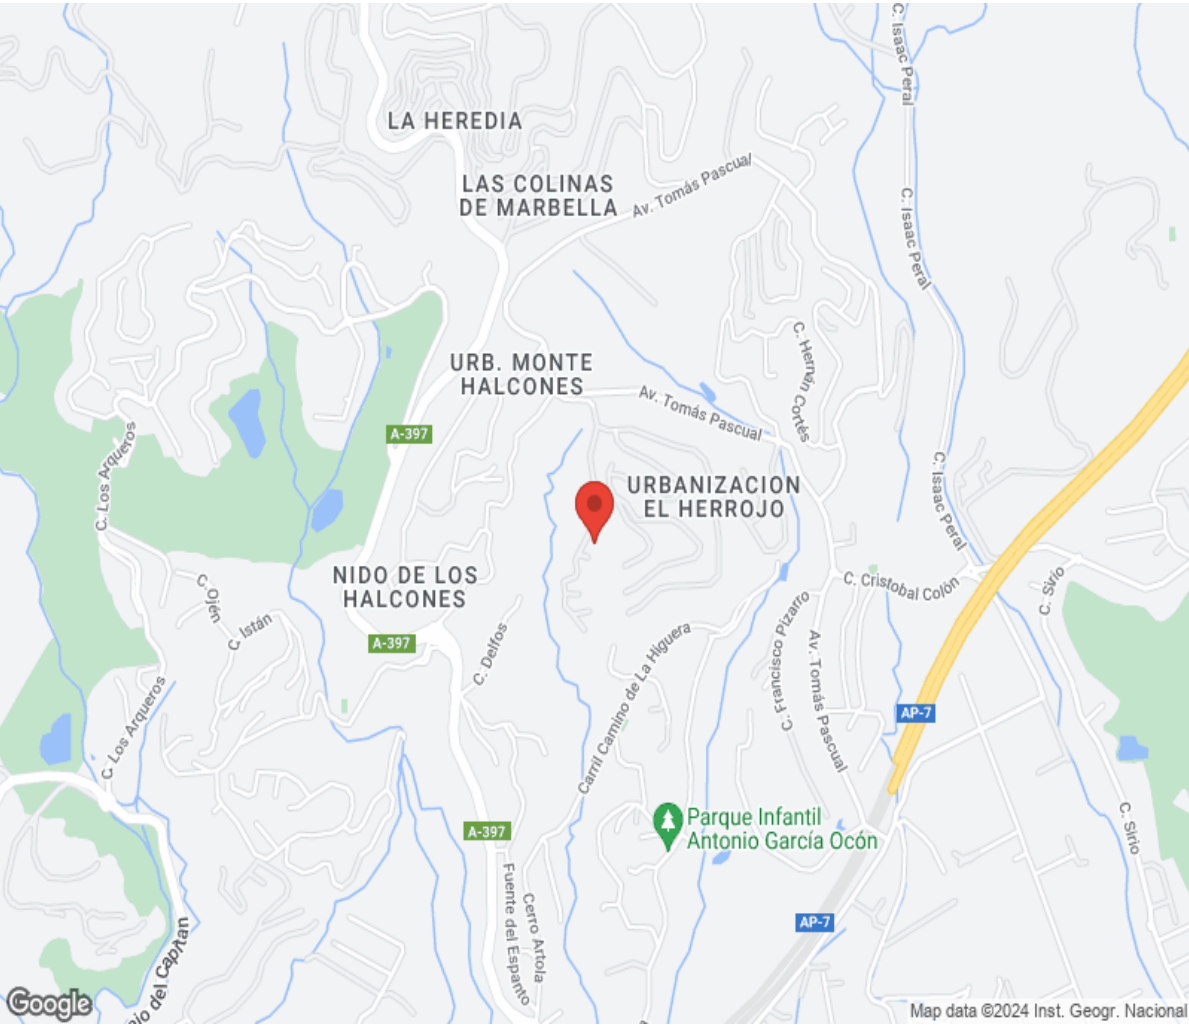 C. Isaac Peral
LA HEREDIA
Av. Tomás Pascual
LAS COLINAS
DE MARBELLA
C. Isaac Peral
C. Hernán Cortés
URB. MONTE
HALCONES
Av. Tomás Pascual
A-397
C. Los Arqueros
C. Isaac Peral
URBANIZACION
EL HERROJO
NIDO DE LOS
HALCONES
C. Ojén
C. Cristobal Colón
C. Sirio
C. Istán
A-397
C. Delfos
Carril Camino de La Higuera
C. Francisco Pizarro
Av. Tomás Pascual
C. Los Arqueros
AP-7
Parque Infantil
Antonio García Ocón
A-397
C. Sirio
Fuente del Espanto
Cerro Artola
AP-7
del Capitan
Google
Map data ©2024 Inst. Geogr. Nacional